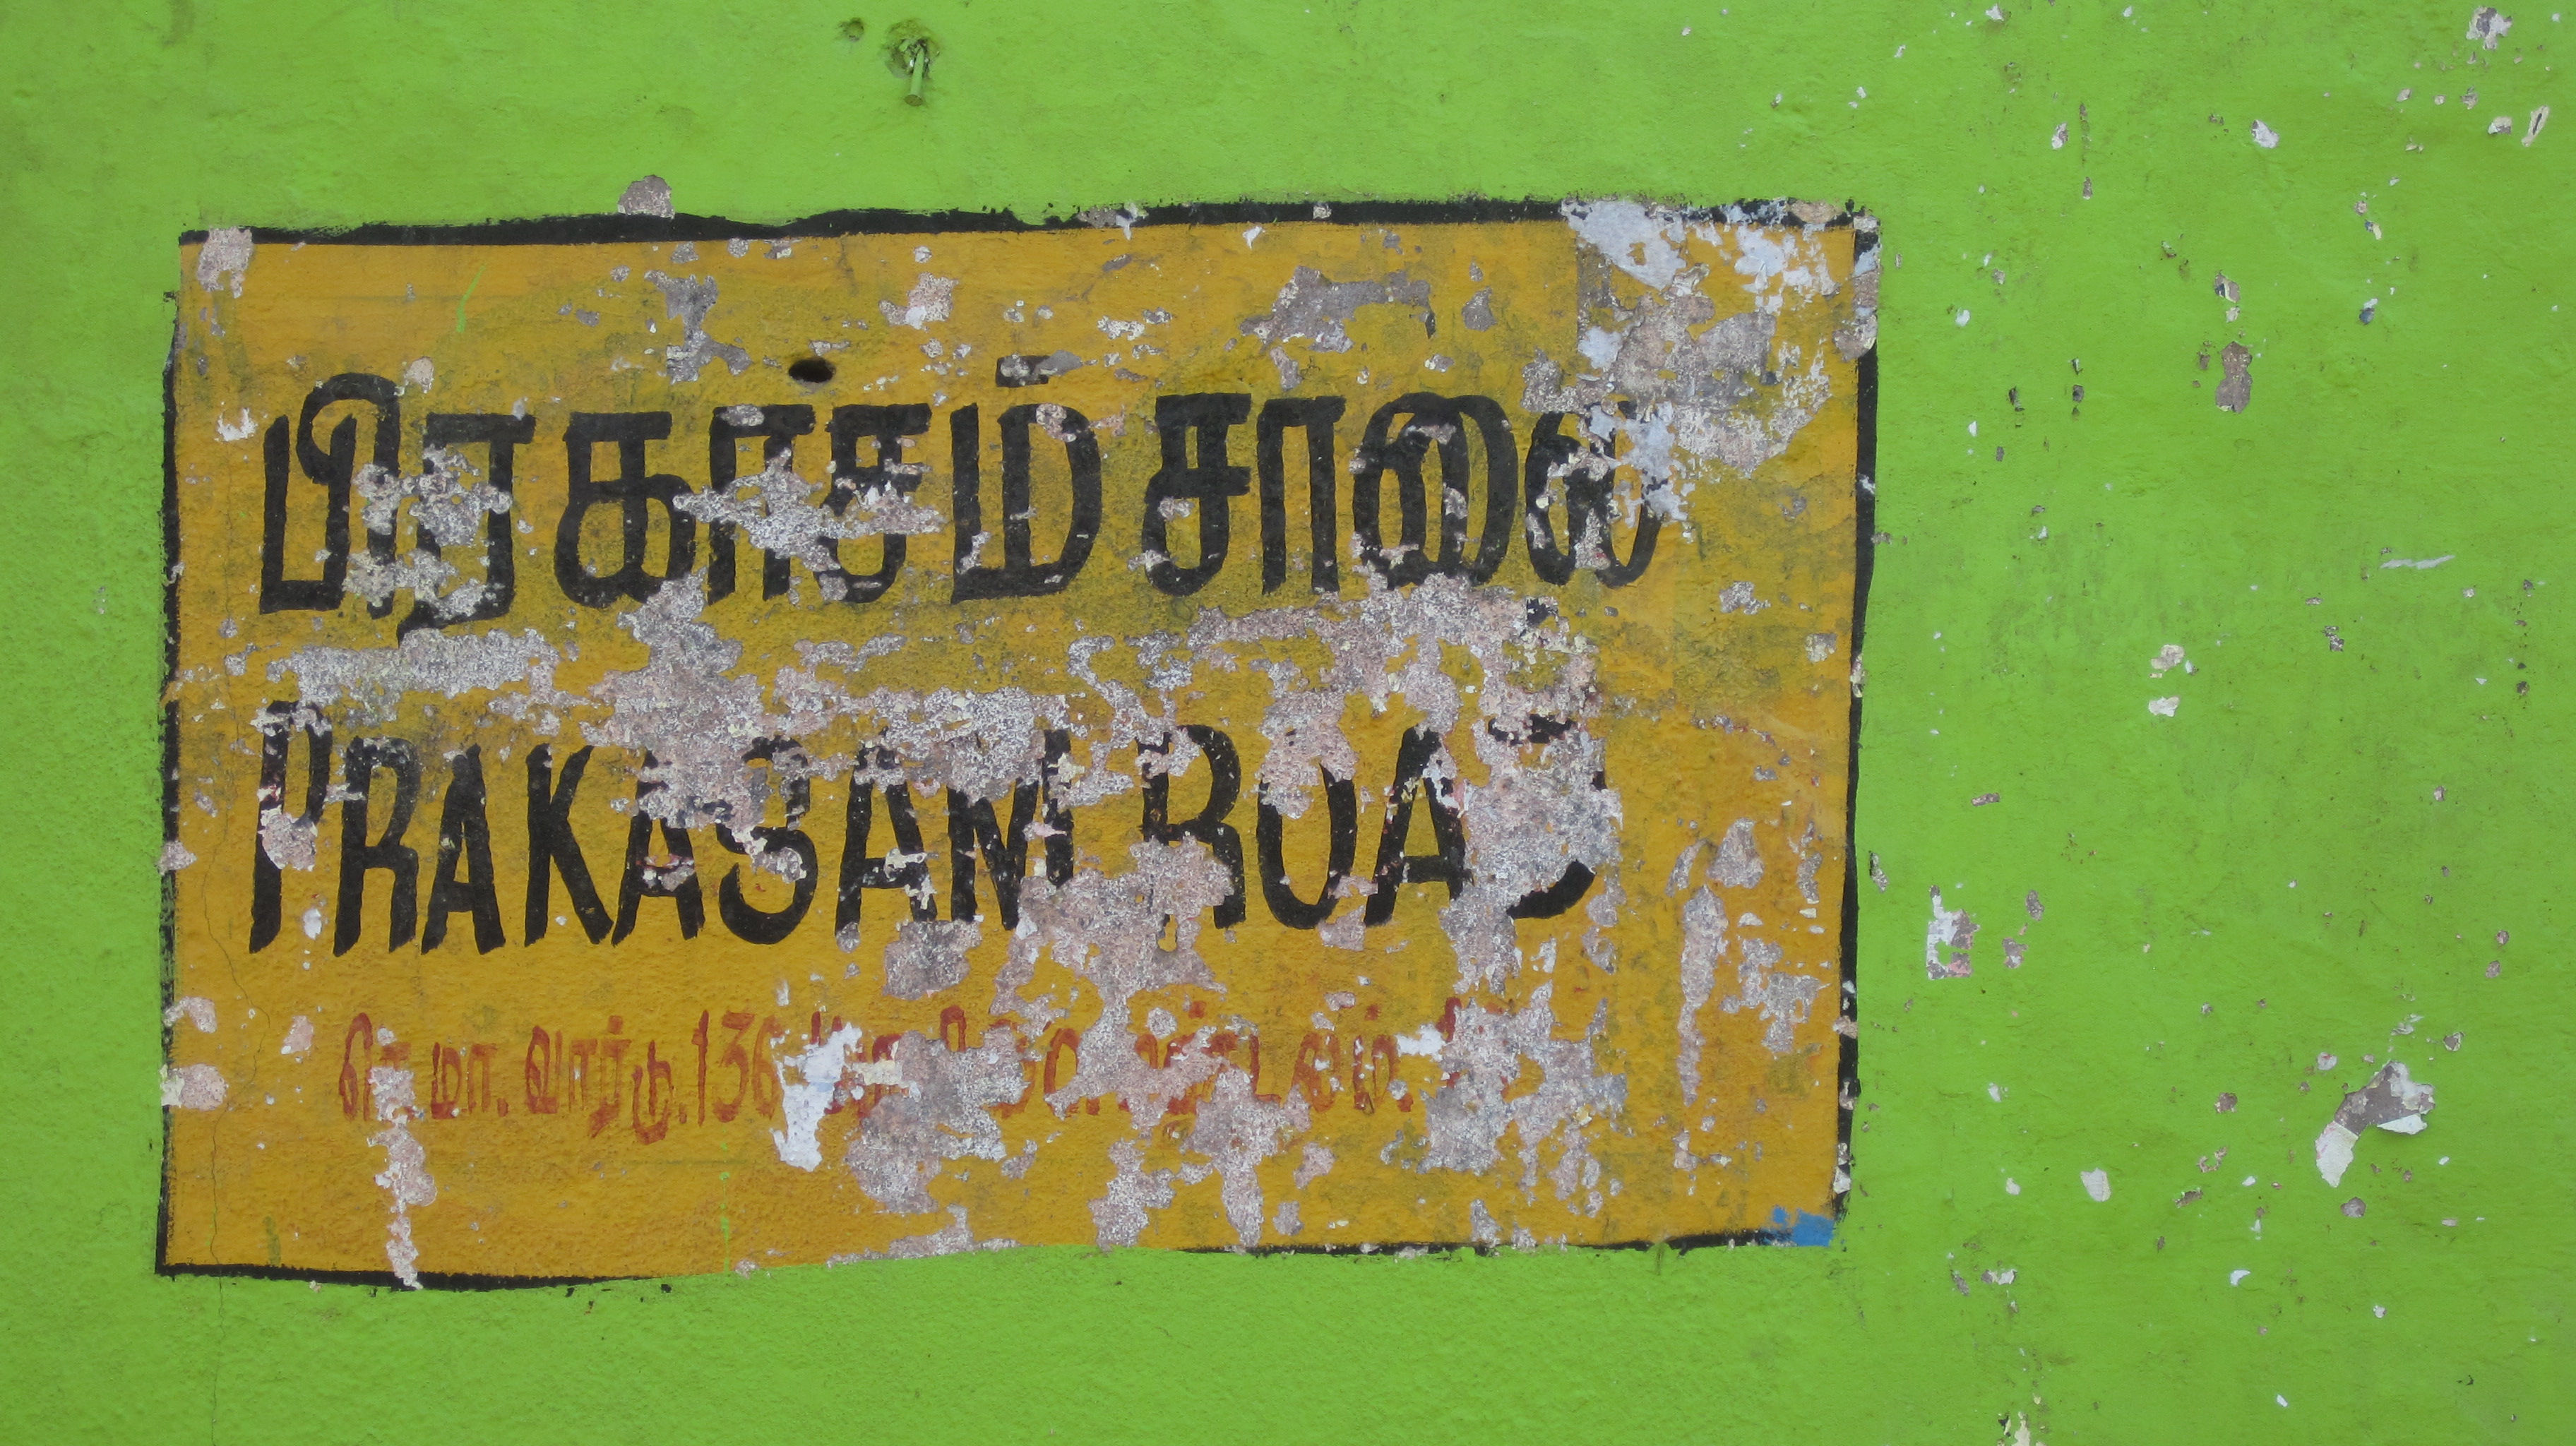 பிரகாசம் சாலை
PRAKASAM ROAD
செ. மா. வார்டு. 136